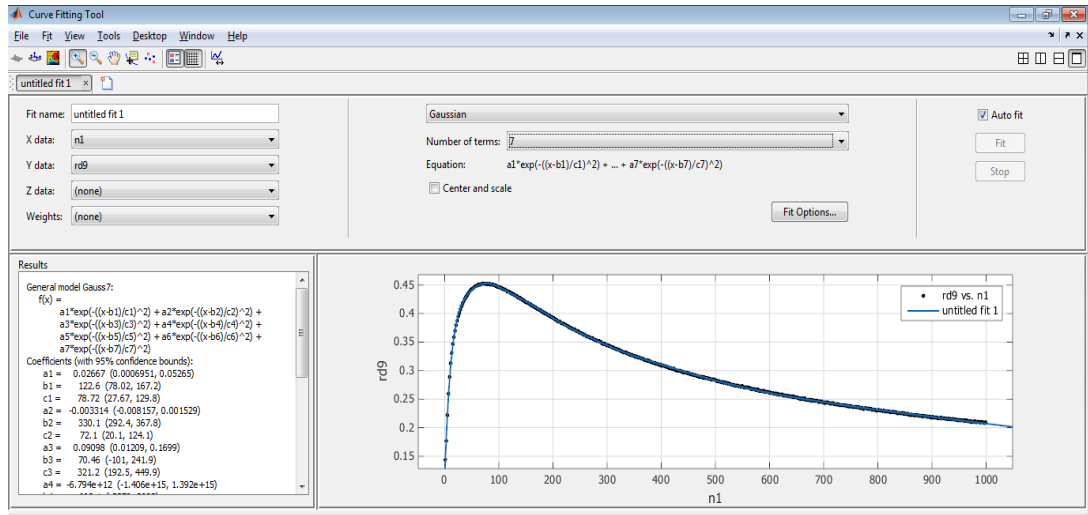 Curve Fitting Tool
File Fit View Tools Desktop Window Help
untitled fit 1
Fit name: untitled fit 1
X data: n1
Y data: rd9
Z data: (none)
Weights: (none)
Gaussian
Number of terms: 7
Equation: a1*exp(-((x-b1)/c1)^2) + ... + a7*exp(-((x-b7)/c7)^2)
Center and scale
Fit Options...
Auto fit
Fit
Stop
Results
General model Gauss7:
f(x) =
a1*exp(-((x-b1)/c1)^2) + a2*exp(-((x-b2)/c2)^2) +
a3*exp(-((x-b3)/c3)^2) + a4*exp(-((x-b4)/c4)^2) +
a5*exp(-((x-b5)/c5)^2) + a6*exp(-((x-b6)/c6)^2) +
a7*exp(-((x-b7)/c7)^2)
Coefficients (with 95% confidence bounds):
a1 = 0.02667 (0.0006951, 0.05265)
b1 = 122.6 (78.02, 167.2)
c1 = 78.72 (27.67, 129.8)
a2 = -0.003314 (-0.008157, 0.001529)
b2 = 330.1 (292.4, 367.8)
c2 = 72.1 (20.1, 124.1)
a3 = 0.09098 (0.01209, 0.1699)
b3 = 70.46 (-101, 241.9)
c3 = 321.2 (192.5, 449.9)
a4 = -6.794e+12 (-1.406e+15, 1.392e+15)
0.45
0.4
0.35
0.3
0.25
0.2
0.15
rd9
0 100 200 300 400 500 600 700 800 900 1000
n1
rd9 vs. n1
untitled fit 1